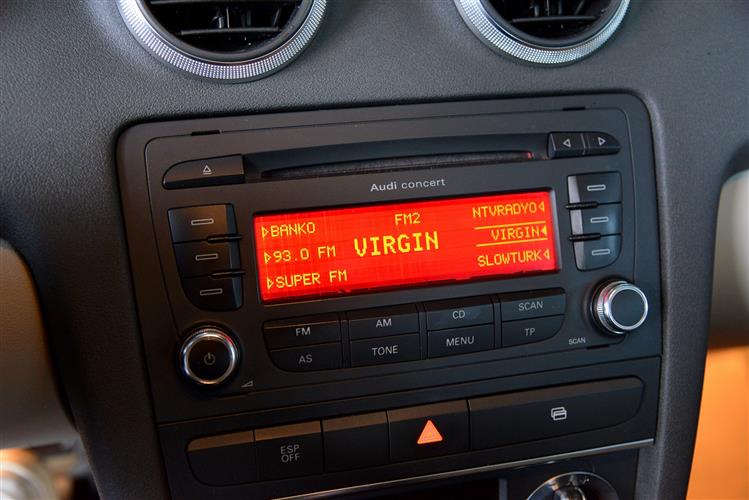 Audi concert
BANKO
FM2
NTVRADYO
93.0 FM
VIRGIN
VIRGIN
SUPER FM
SLOWTURK
FM
AM
CD
SCAN
AS
TONE
MENU
TP
SCAN
ESP
OFF